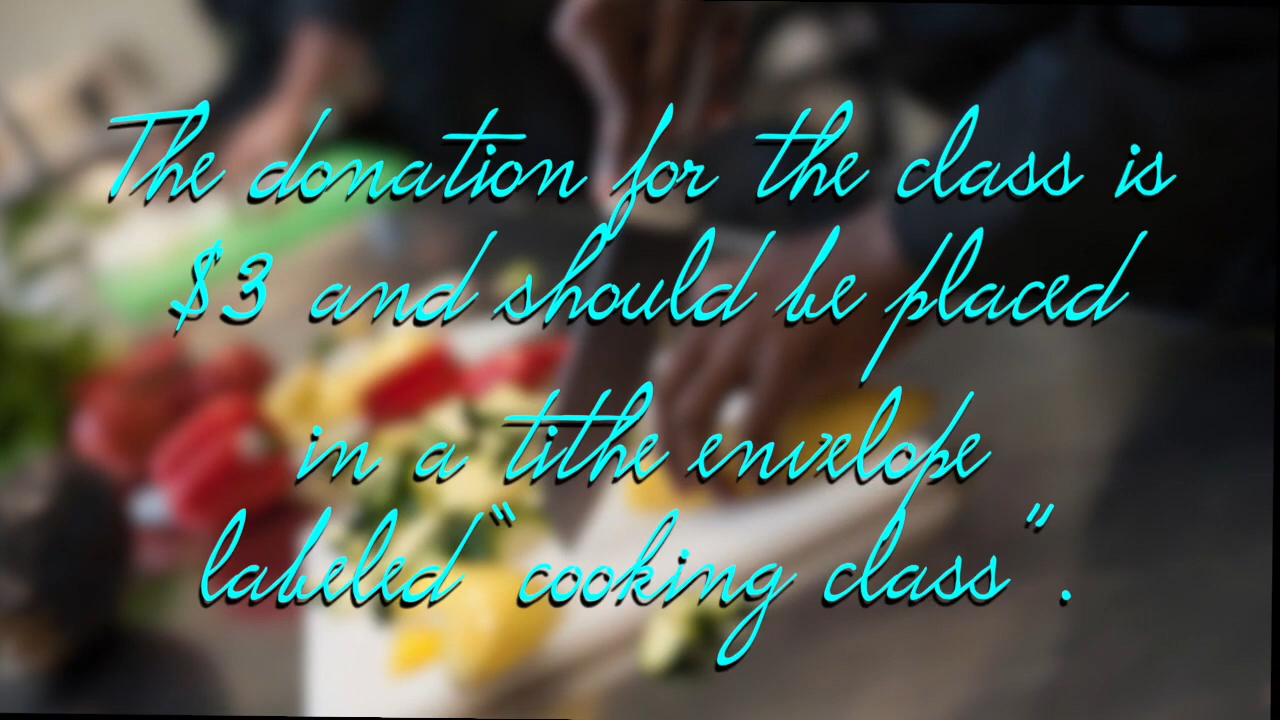 The donation for the class is
$3 and should be placed
in a tithe envelope
labeled "cooking class".